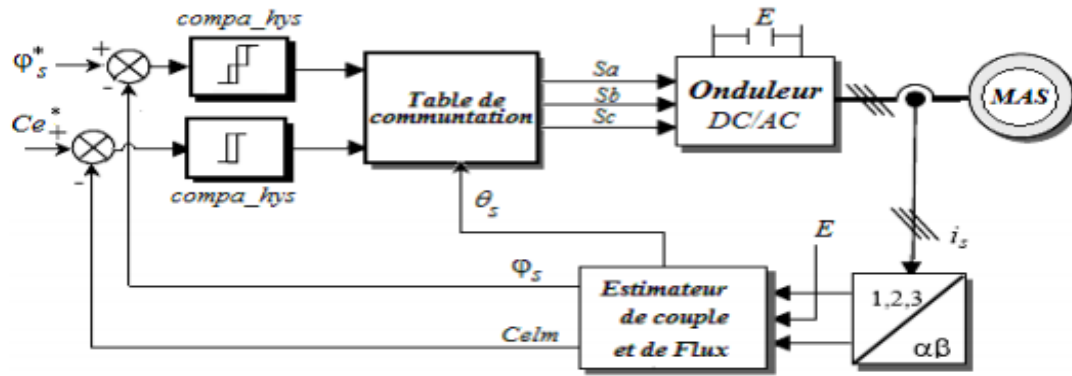 compa_hys
E
φs*
+
-
Sa
Sb
Sc
Table de
communtation
Onduleur
DC/AC
MAS
Ce*
+
-
compa_hys
θs
is
E
φs
Estimateur
de couple
et de Flux
1,2,3
αβ
Celm